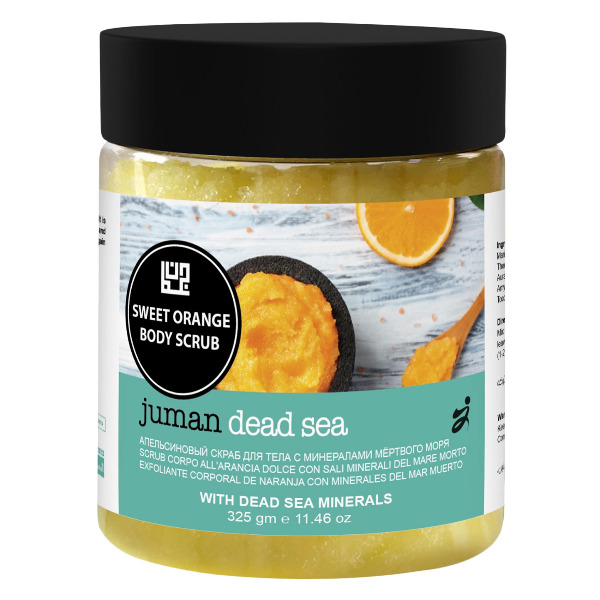 SWEET ORANGE
BODY SCRUB
juman dead sea
АПЕЛЬСИНОВЫЙ СКРАБ ДЛЯ ТЕЛА С МИНЕРАЛАМИ МЁРТВОГО МОРЯ
SCRUB CORPO ALL'ARANCIA DOLCE CON SALI MINERALI DEL MARE MORTO
EXFOLIANTE CORPORAL DE NARANJA CON MINERALES DEL MAR MUERTO
WITH DEAD SEA MINERALS
325 gm e 11.46 oz